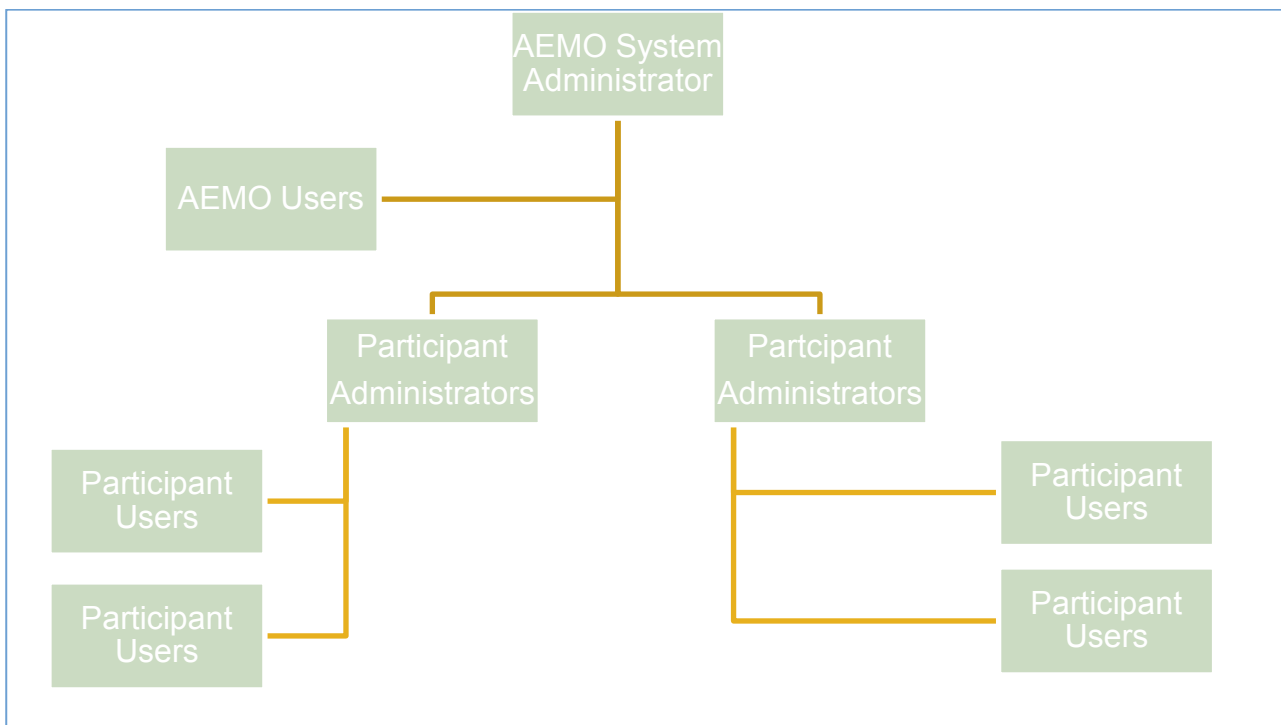 AEMO System
Administrator
AEMO Users
Participant
Administrators
Partcipant
Administrators
Participant
Users
Participant
Users
Participant
Users
Participant
Users